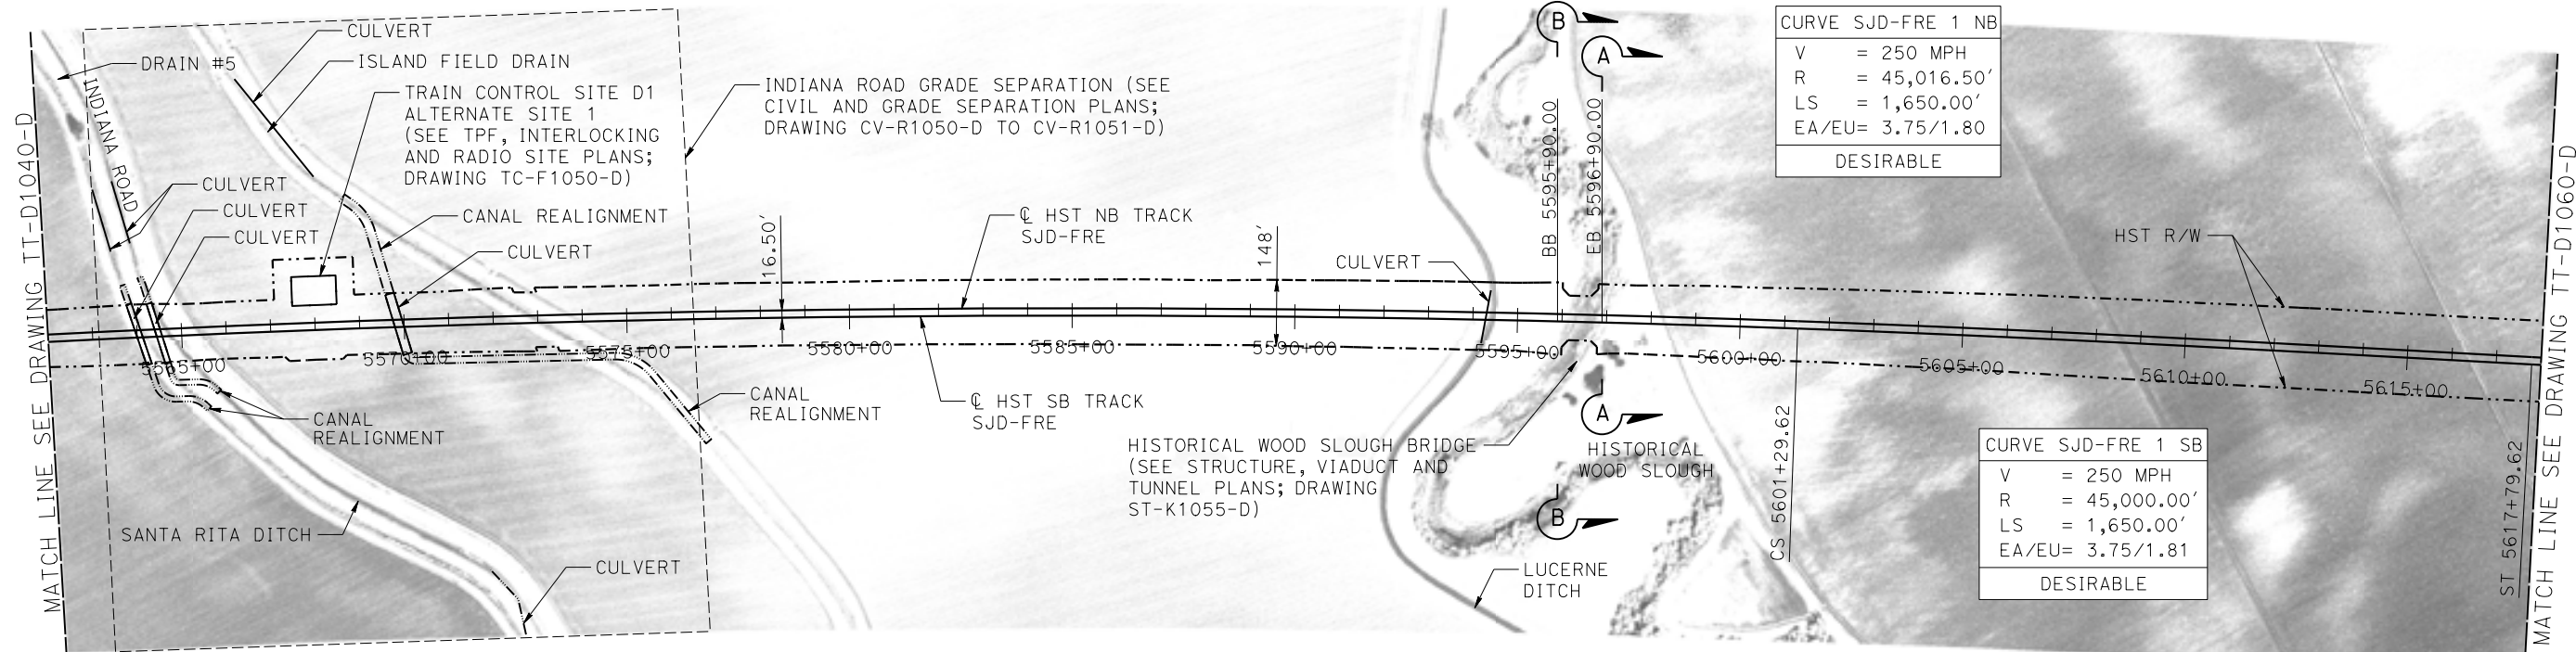 MATCH LINE SEE DRAWING TT-D1040-D
DRAIN #5
INDIANA ROAD
CULVERT
ISLAND FIELD DRAIN
TRAIN CONTROL SITE D1
ALTERNATE SITE 1
(SEE TPF, INTERLOCKING
AND RADIO SITE PLANS;
DRAWING TC-F1050-D)
INDIANA ROAD GRADE SEPARATION (SEE
CIVIL AND GRADE SEPARATION PLANS;
DRAWING CV-R1050-D TO CV-R1051-D)
CULVERT
CULVERT
CULVERT
CANAL REALIGNMENT
CULVERT
16.50′
℄ HST NB TRACK
SJD-FRE
148′
CULVERT
B
A
BB 5595+90.00
EB 5596+90.00
CURVE SJD-FRE 1 NB
V = 250 MPH
R = 45,016.50′
LS = 1,650.00′
EA/EU= 3.75/1.80
DESIRABLE
HST R/W
5565+00
5570+00
5575+00
5580+00
5585+00
5590+00
5595+00
5600+00
5605+00
5610+00
5615+00
CANAL
REALIGNMENT
CANAL
REALIGNMENT
℄ HST SB TRACK
SJD-FRE
HISTORICAL WOOD SLOUGH BRIDGE
(SEE STRUCTURE, VIADUCT AND
TUNNEL PLANS; DRAWING
ST-K1055-D)
A
HISTORICAL
WOOD SLOUGH
B
CS 5601+29.62
CURVE SJD-FRE 1 SB
V = 250 MPH
R = 45,000.00′
LS = 1,650.00′
EA/EU= 3.75/1.81
DESIRABLE
SANTA RITA DITCH
CULVERT
LUCERNE
DITCH
ST 5617+79.62
MATCH LINE SEE DRAWING TT-D1060-D